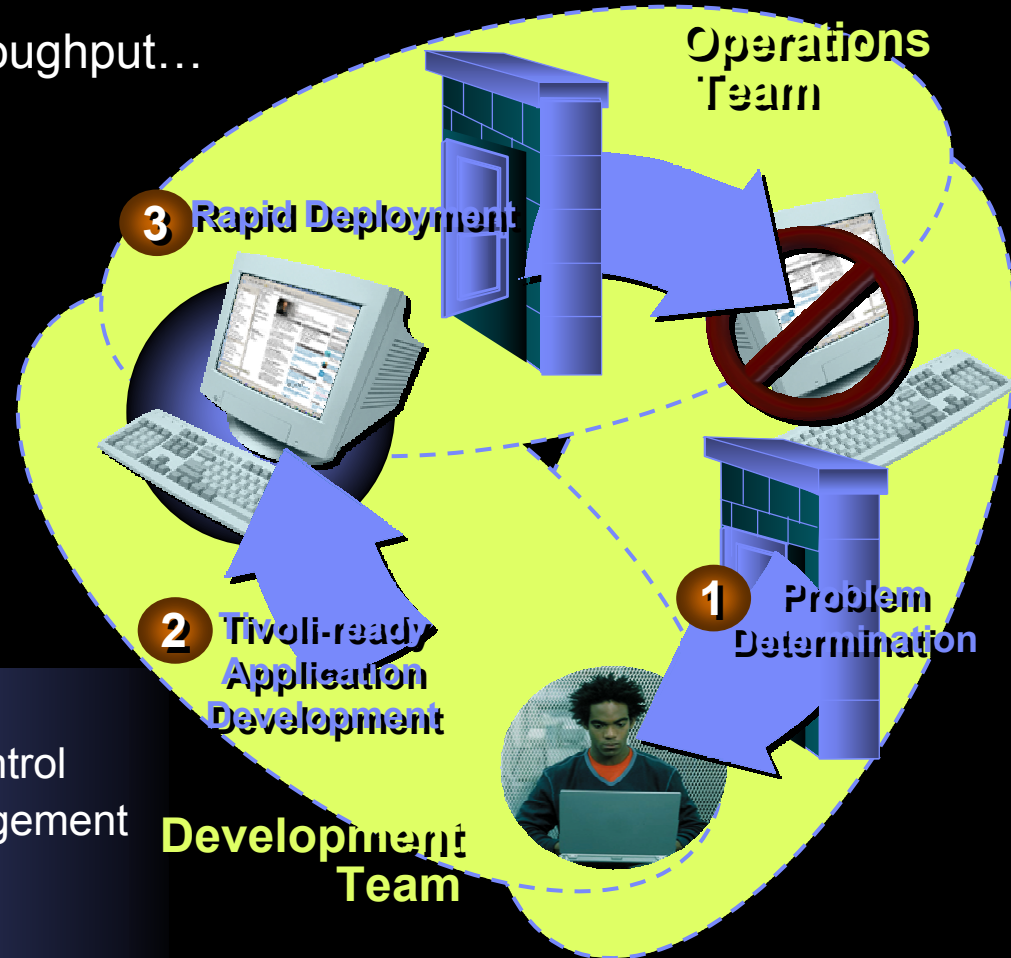 oughput…
Operations
Team
3 Rapid Deployment
1 Problem
Determination
2 Tivoli-ready
Application
Development
ntrol
gement
Development
Team